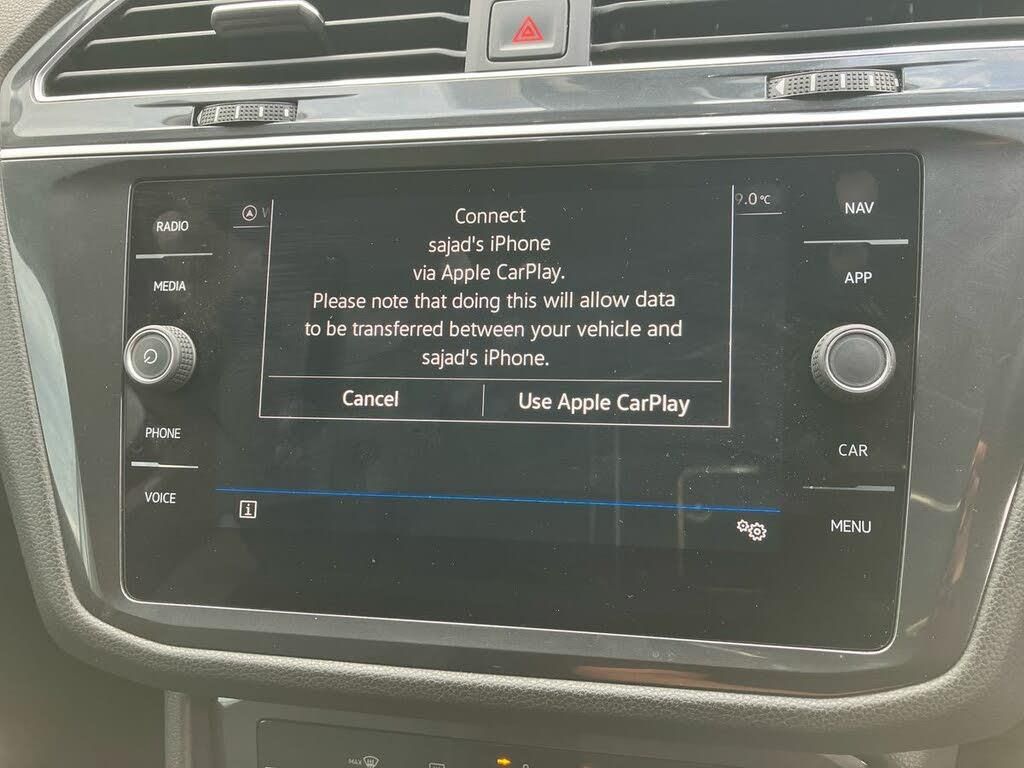 RADIO
MEDIA
PHONE
VOICE
9.0°C
Connect
sajad's iPhone
via Apple CarPlay.
Please note that doing this will allow data
to be transferred between your vehicle and
sajad's iPhone.
Cancel
Use Apple CarPlay
i
NAV
APP
CAR
MENU
MAX